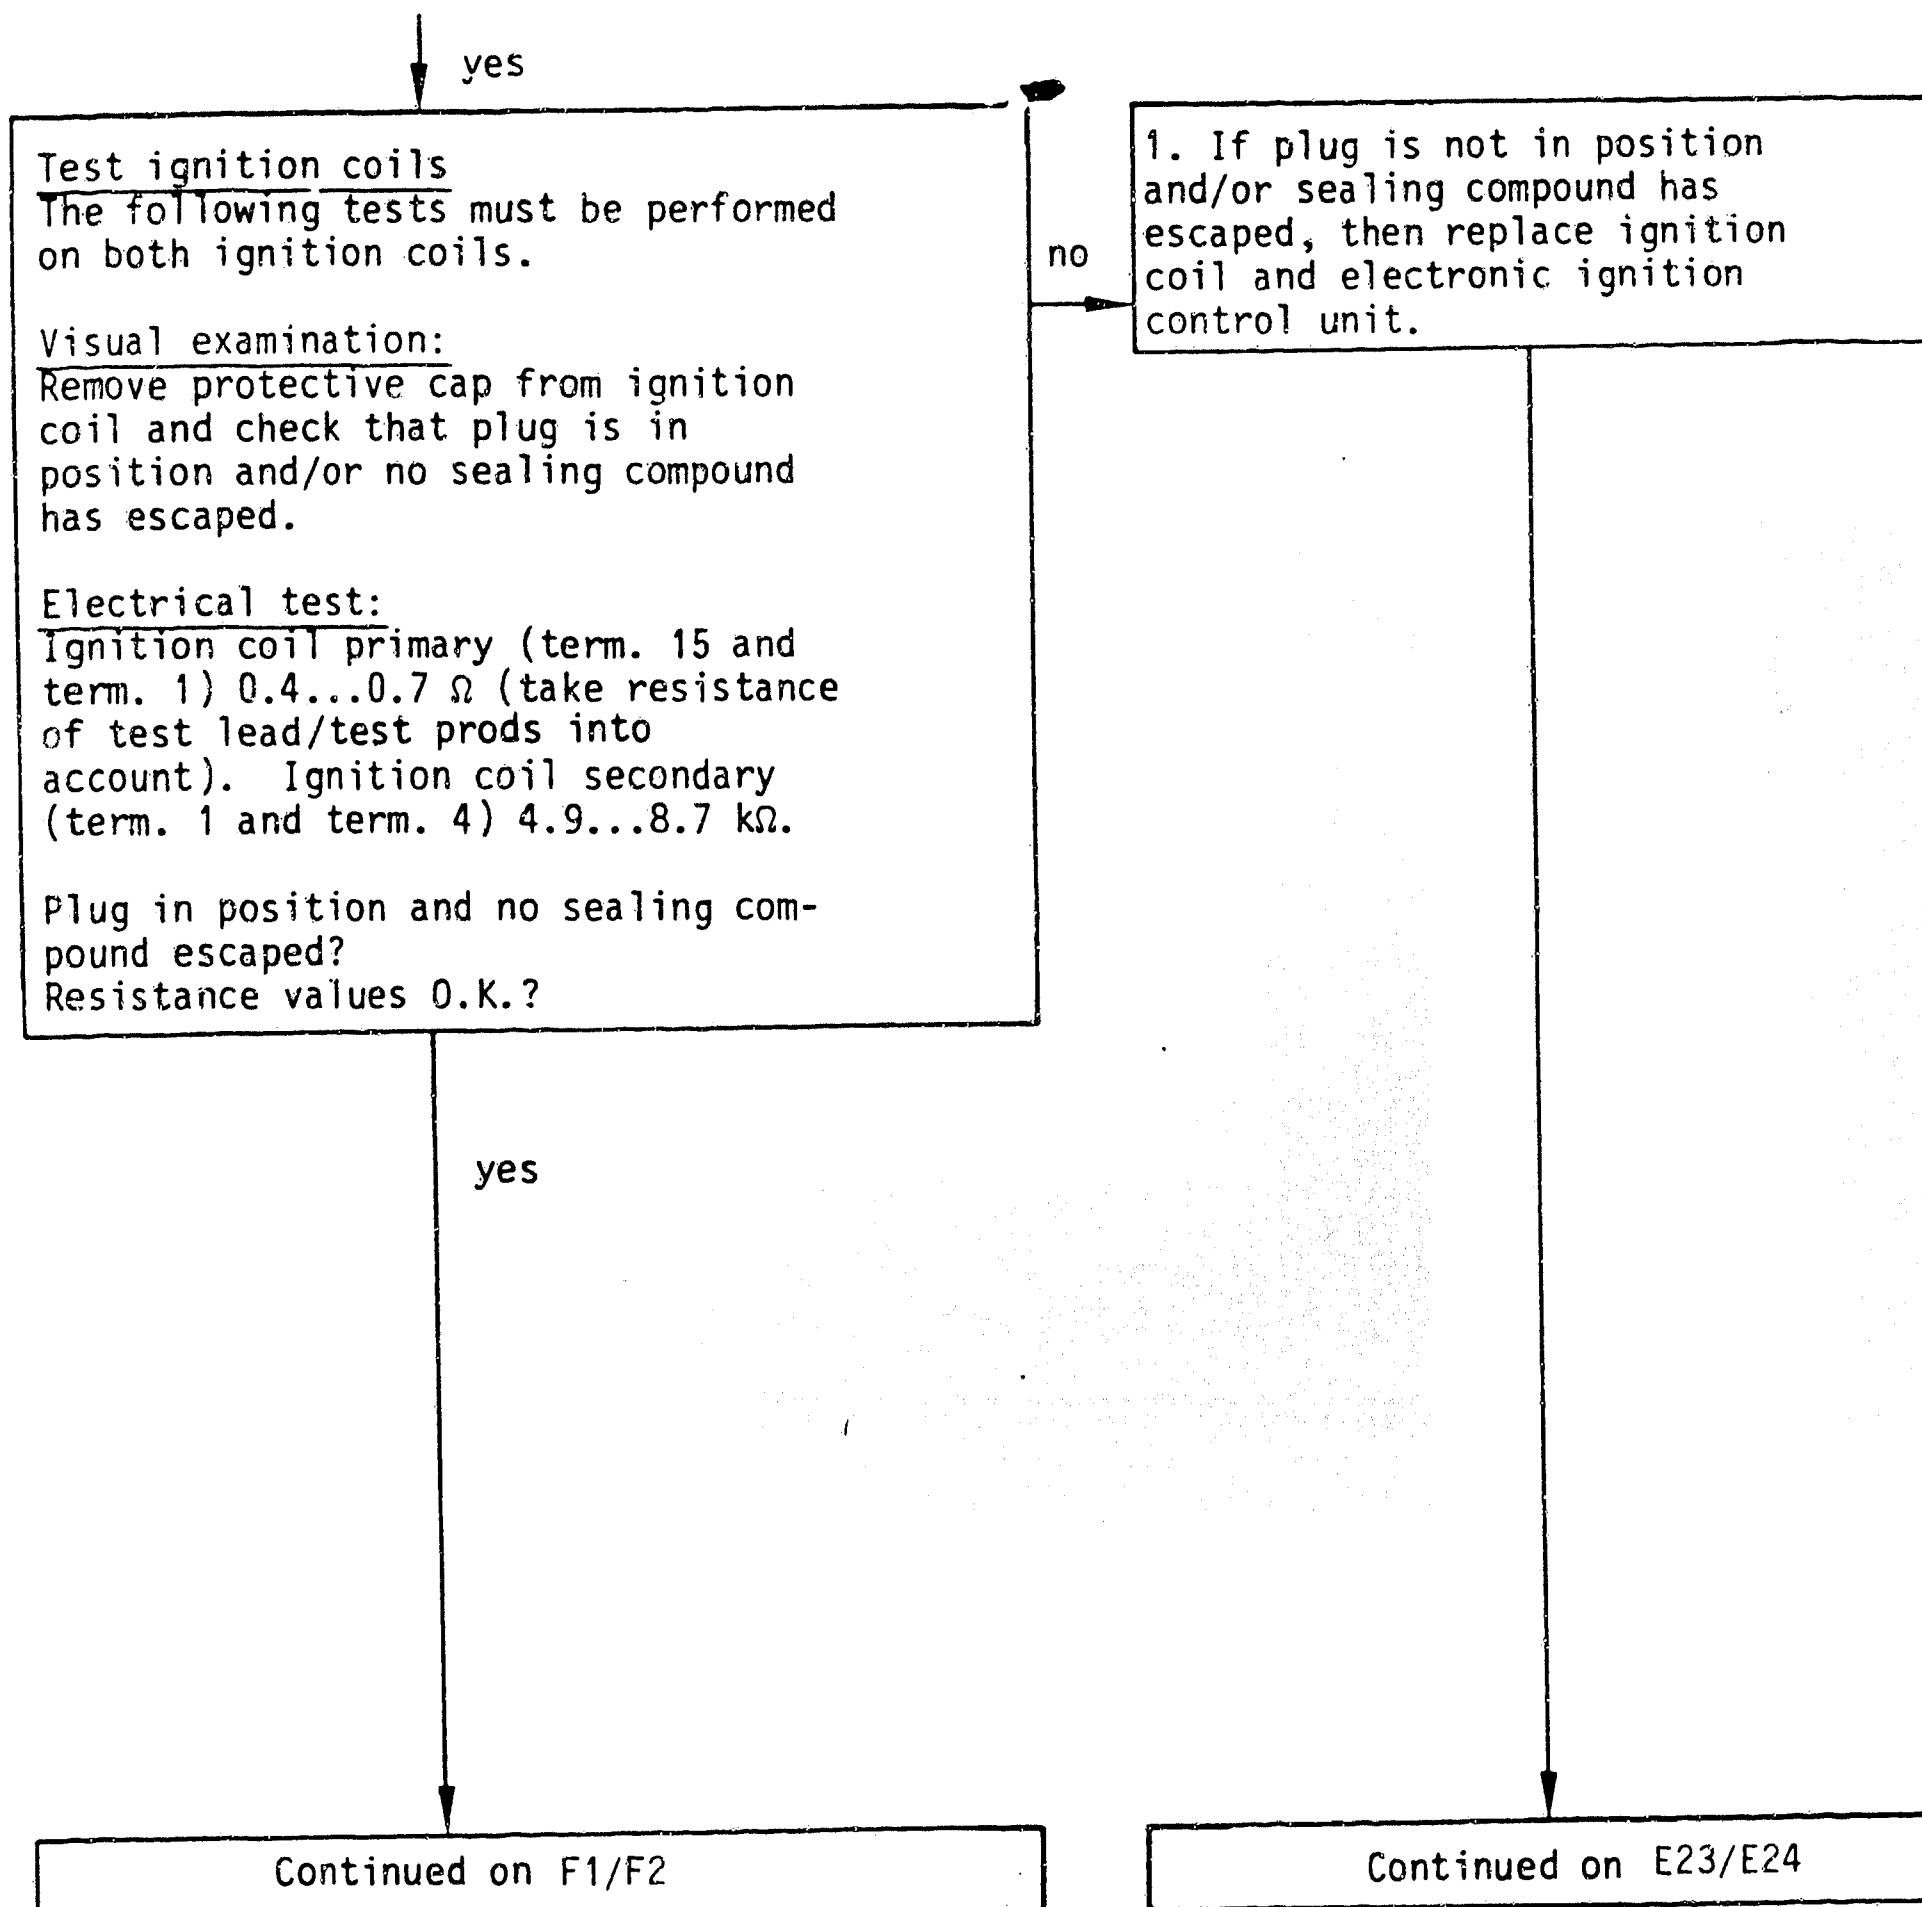 yes
Test ignition coils
The following tests must be performed
on both ignition coils.
Visual examination:
Remove protective cap from ignition
coil and check that plug is in
position and/or no sealing compound
has escaped.
Electrical test:
Ignition coil primary (term. 15 and
term. 1) 0.4...0.7 Ω (take resistance
of test lead/test prods into
account). Ignition coil secondary
(term. 1 and term. 4) 4.9...8.7 kΩ.
Plug in position and no sealing com-
pound escaped?
Resistance values O.K.?
no
1. If plug is not in position
and/or sealing compound has
escaped, then replace ignition
coil and electronic ignition
control unit.
yes
Continued on F1/F2
Continued on E23/E24